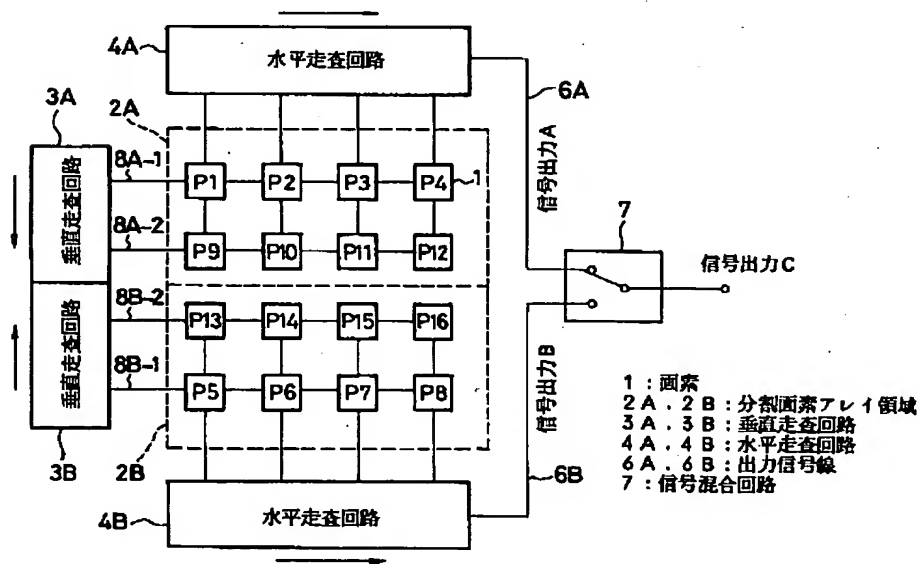 4A
水平走査回路
3A
2A
6A
8A-1
P1 P2 P3 P4 1
垂直走査回路
信号出力A
8A-2
P9 P10 P11 P12
7
信号出力C
8B-2
P13 P14 P15 P16
垂直走査回路
8B-1
P5 P6 P7 P8
信号出力B
3B
2B
6B
4B
水平走査回路
1：画素
2A．2B：分割画素アレイ領域
3A．3B：垂直走査回路
4A．4B：水平走査回路
6A．6B：出力信号線
7：信号混合回路